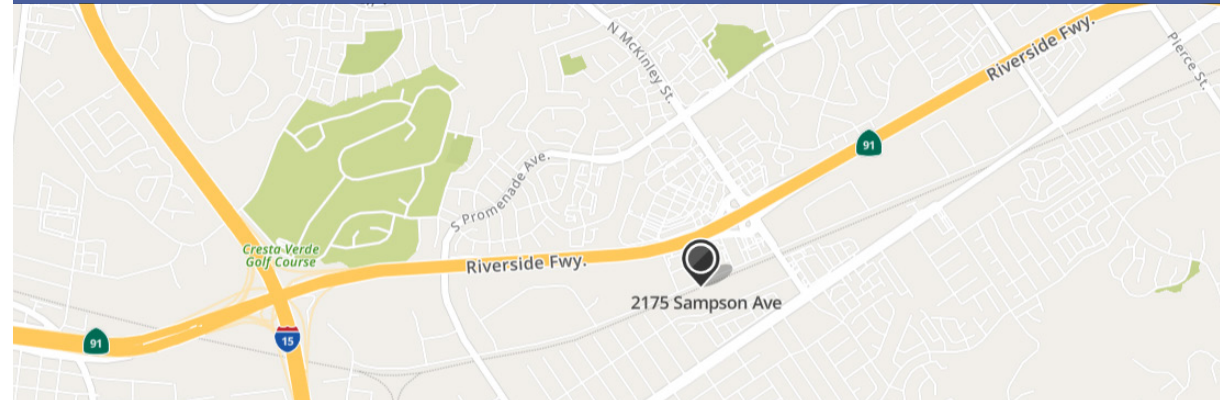 N McKinley St.
Riverside Fwy.
Pierce St.
91
S Promenade Ave.
Cresta Verde
Golf Course
Riverside Fwy.
2175 Sampson Ave
91
15